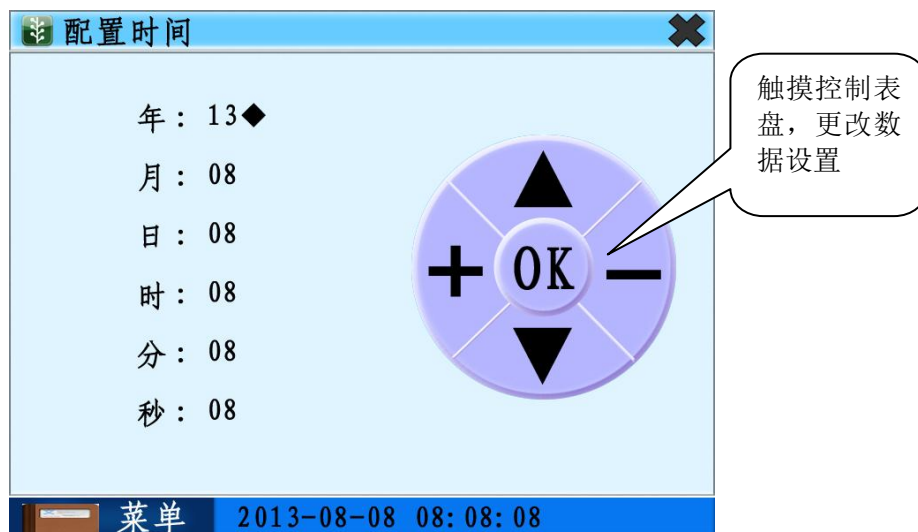 配置时间
年：13◆
月：08
日：08
时：08
分：08
秒：08
+ OK −
触摸控制表
盘，更改数
据设置
菜单 2013-08-08 08:08:08